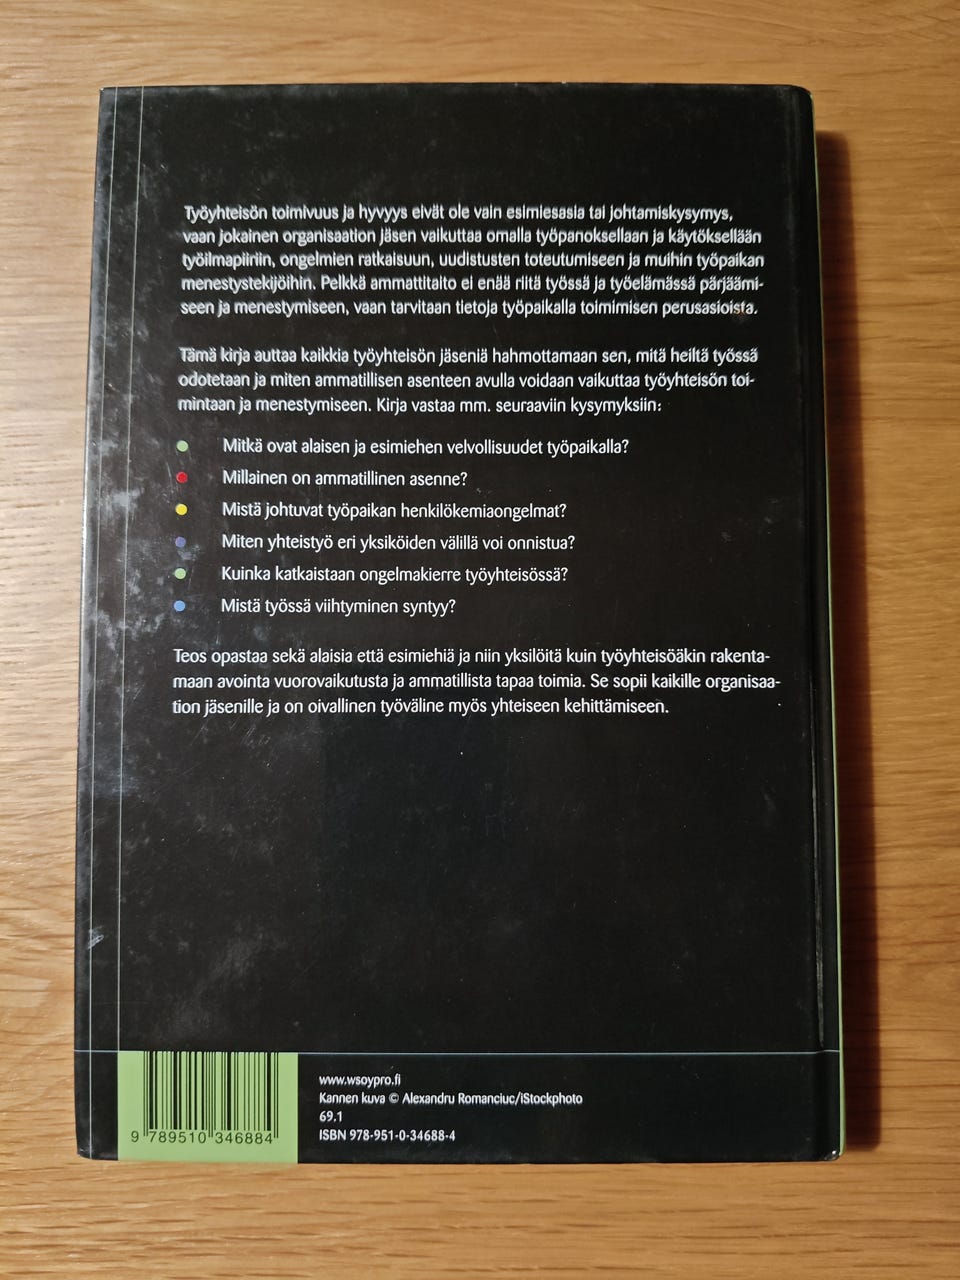 Työyhteisön toimivuus ja hyvyys eivät ole vain esimiesasia tai johtamiskysymys,
vaan jokainen organisaation jäsen vaikuttaa omalla työpanoksellaan ja käytöksellään
työilmapiiriin, ongelmien ratkaisuun, uudistusten toteutumiseen ja muihin työpaikan
menestystekijöihin. Pelkkä ammattitaito ei enää riitä työssä ja työelämässä pärjäämi-
seen ja menestymiseen, vaan tarvitaan tietoja työpaikalla toimimisen perusasioista.
Tämä kirja auttaa kaikkia työyhteisön jäseniä hahmottamaan sen, mitä heiltä työssä
odotetaan ja miten ammatillisen asenteen avulla voidaan vaikuttaa työyhteisön toi-
mintaan ja menestymiseen. Kirja vastaa mm. seuraaviin kysymyksiin:
Mitkä ovat alaisen ja esimiehen velvollisuudet työpaikalla?
Millainen on ammatillinen asenne?
Mistä johtuvat työpaikan henkilökemiaongelmat?
Miten yhteistyö eri yksiköiden välillä voi onnistua?
Kuinka katkaistaan ongelmakierre työyhteisössä?
Mistä työssä viihtyminen syntyy?
Teos opastaa sekä alaisia että esimiehiä ja niin yksilöitä kuin työyhteisöäkin rakenta-
maan avointa vuorovaikutusta ja ammatillista tapaa toimia. Se sopii kaikille organisaa-
tion jäsenille ja on oivallinen työväline myös yhteiseen kehittämiseen.
www.wsoypro.fi
Kannen kuva © Alexandru Romanciuc/iStockphoto
69.1
ISBN 978-951-0-34688-4
9 789510 346884